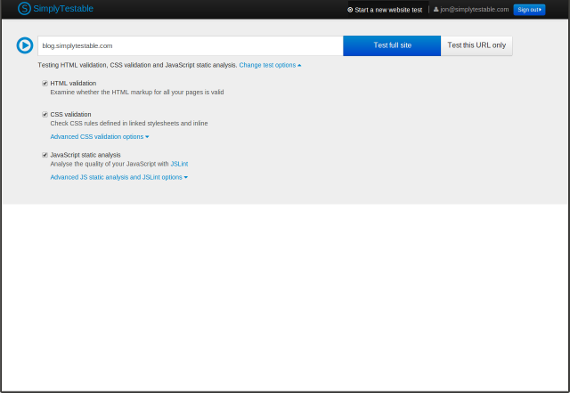 SimplyTestable
Start a new website test
jon@simplytestable.com
Sign out
blog.simplytestable.com
Test full site
Test this URL only
Testing HTML validation, CSS validation and JavaScript static analysis. Change test options
HTML validation
Examine whether the HTML markup for all your pages is valid
CSS validation
Check CSS rules defined in linked stylesheets and inline
Advanced CSS validation options
JavaScript static analysis
Analyse the quality of your JavaScript with JSLint
Advanced JS static analysis and JSLint options